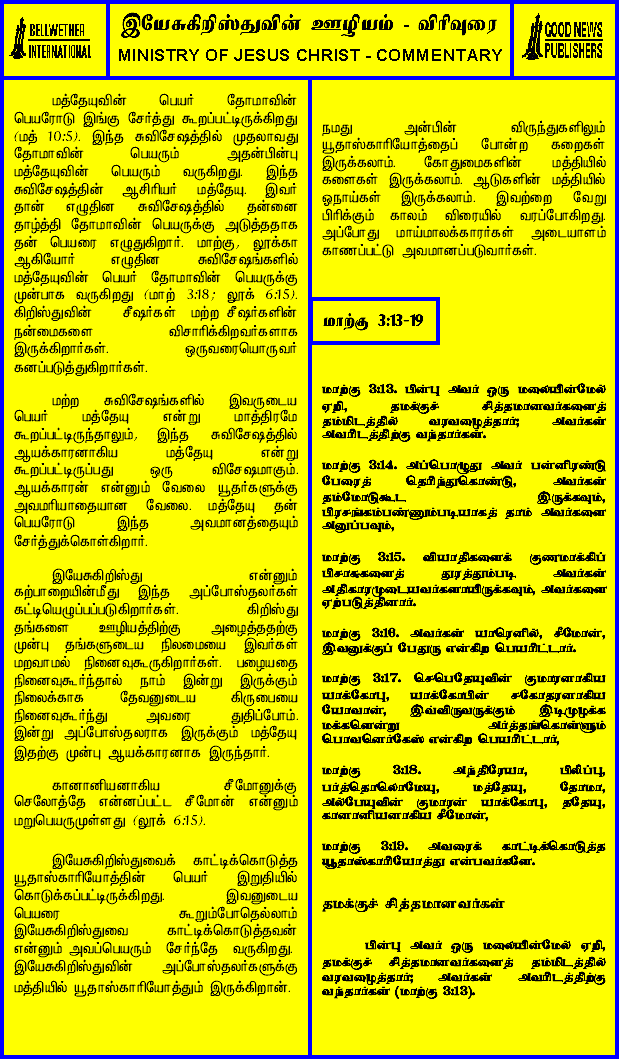 BELLWETHER
INTERNATIONAL
இயேசுகிறிஸ்துவின் ஊழியம் - விரிவுரை
MINISTRY OF JESUS CHRIST - COMMENTARY
GOOD NEWS
PUBLISHERS
மத்தேயுவின் பெயர் தோமாவின்
பெயரோடு இங்கு சேர்த்து கூறப்பட்டிருக்கிறது
(மத் 10:5). இந்த சுவிசேஷத்தில் முதலாவது
தோமாவின் பெயரும் அதன்பின்பு
மத்தேயுவின் பெயரும் வருகிறது. இந்த
சுவிசேஷத்தின் ஆசிரியர் மத்தேயு. இவர்
தான் எழுதின சுவிசேஷத்தில் தன்னை
தாழ்த்தி தோமாவின் பெயருக்கு அடுத்ததாக
தன் பெயரை எழுதுகிறார். மாற்கு, லூக்கா
ஆகியோர் எழுதின சுவிசேஷங்களில்
மத்தேயுவின் பெயர் தோமாவின் பெயருக்கு
முன்பாக வருகிறது (மாற் 3:18; லூக் 6:15).
கிறிஸ்துவின் சீஷர்கள் மற்ற சீஷர்களின்
நன்மைகளை விசாரிக்கிறவர்களாக
இருக்கிறார்கள். ஒருவரையொருவர்
கனப்படுத்துகிறார்கள்.
மற்ற சுவிசேஷங்களில் இவருடைய
பெயர் மத்தேயு என்று மாத்திரமே
கூறப்பட்டிருந்தாலும், இந்த சுவிசேஷத்தில்
ஆயக்காரனாகிய மத்தேயு என்று
கூறப்பட்டிருப்பது ஒரு விசேஷமாகும்.
ஆயக்காரன் என்னும் வேலை யூதர்களுக்கு
அவமரியாதையான வேலை. மத்தேயு தன்
பெயரோடு இந்த அவமானத்தையும்
சேர்த்துக்கொள்கிறார்.
இயேசுகிறிஸ்து என்னும்
கற்பாறையின்மீது இந்த அப்போஸ்தலர்கள்
கட்டியெழுப்பப்படுகிறார்கள். கிறிஸ்து
தங்களை ஊழியத்திற்கு அழைத்ததற்கு
முன்பு தங்களுடைய நிலமையை இவர்கள்
மறவாமல் நினைவுகூருகிறார்கள். பழையதை
நினைவுகூர்ந்தால் நாம் இன்று இருக்கும்
நிலைக்காக தேவனுடைய கிருபையை
நினைவுகூர்ந்து அவரை துதிப்போம்.
இன்று அப்போஸ்தலராக இருக்கும் மத்தேயு
இதற்கு முன்பு ஆயக்காரனாக இருந்தார்.
கானானியனாகிய சீமோனுக்கு
செலோத்தே என்னப்பட்ட சீமோன் என்னும்
மறுபெயருமுள்ளது (லூக் 6:15).
இயேசுகிறிஸ்துவைக் காட்டிக்கொடுத்த
யூதாஸ்காரியோத்தின் பெயர் இறுதியில்
கொடுக்கப்பட்டிருக்கிறது. இவனுடைய
பெயரை கூறும்போதெல்லாம்
இயேசுகிறிஸ்துவை காட்டிக்கொடுத்தவன்
என்னும் அவப்பெயரும் சேர்ந்தே வருகிறது.
இயேசுகிறிஸ்துவின் அப்போஸ்தலர்களுக்கு
மத்தியில் யூதாஸ்காரியோத்தும் இருக்கிறான்.
நமது அன்பின் விருந்துகளிலும்
யூதாஸ்காரியோத்தைப் போன்ற கறைகள்
இருக்கலாம். கோதுமைகளின் மத்தியில்
களைகள் இருக்கலாம். ஆடுகளின் மத்தியில்
ஓநாய்கள் இருக்கலாம். இவற்றை வேறு
பிரிக்கும் காலம் விரையில் வரப்போகிறது.
அப்போது மாய்மாலக்காரர்கள் அடையாளம்
காணப்பட்டு அவமானப்படுவார்கள்.
மாற்கு 3:13-19
மாற்கு 3:13. பின்பு அவர் ஒரு மலையின்மேல்
ஏறி, தமக்குச் சித்தமானவர்களைத்
தம்மிடத்தில் வரவழைத்தார்; அவர்கள்
அவரிடத்திற்கு வந்தார்கள்.
மாற்கு 3:14. அப்பொழுது அவர் பன்னிரண்டு
பேரைத் தெரிந்துகொண்டு, அவர்கள்
தம்மோடுகூட இருக்கவும்,
பிரசங்கம்பண்ணும்படியாகத் தாம் அவர்களை
அனுப்பவும்,
மாற்கு 3:15. வியாதிகளைக் குணமாக்கிப்
பிசாசுகளைத் துரத்தும்படி அவர்கள்
அதிகாரமுடையவர்களாயிருக்கவும், அவர்களை
ஏற்படுத்தினார்.
மாற்கு 3:16. அவர்கள் யாரெனில், சீமோன்,
இவனுக்குப் பேதுரு என்கிற பெயரிட்டார்.
மாற்கு 3:17. செபெதேயுவின் குமாரனாகிய
யாக்கோபு, யாக்கோபின் சகோதரனாகிய
யோவான், இவ்விருவருக்கும் இடிமுழக்க
மக்களென்று அர்த்தங்கொள்ளும்
பொவனெர்கேஸ் என்கிற பெயரிட்டார்,
மாற்கு 3:18. அந்திரேயா, பிலிப்பு,
பர்த்தொலொமேயு, மத்தேயு, தோமா,
அல்பேயுவின் குமாரன் யாக்கோபு, ததேயு,
கானானியனாகிய சீமோன்,
மாற்கு 3:19. அவரைக் காட்டிக்கொடுத்த
யூதாஸ்காரியோத்து என்பவர்களே.
தமக்குச் சித்தமானவர்கள்
பின்பு அவர் ஒரு மலையின்மேல் ஏறி,
தமக்குச் சித்தமானவர்களைத் தம்மிடத்தில்
வரவழைத்தார்; அவர்கள் அவரிடத்திற்கு
வந்தார்கள் (மாற்கு 3:13).